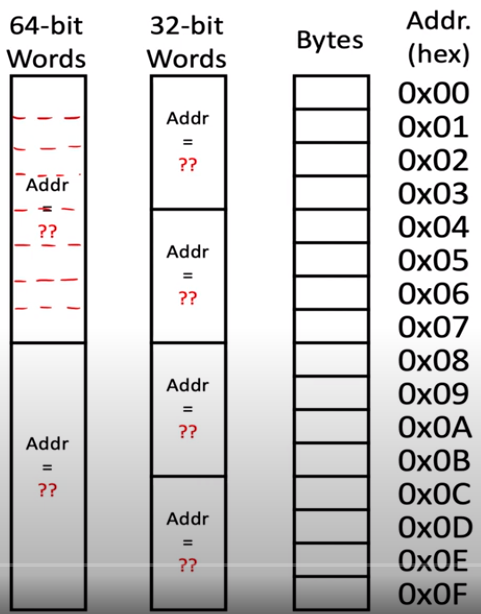 64-bit
Words
32-bit
Words
Bytes
Addr.
(hex)
Addr
=
??
Addr
=
??
Addr
=
??
Addr
=
??
Addr
=
??
Addr
=
??
0x00
0x01
0x02
0x03
0x04
0x05
0x06
0x07
0x08
0x09
0x0A
0x0B
0x0C
0x0D
0x0E
0x0F